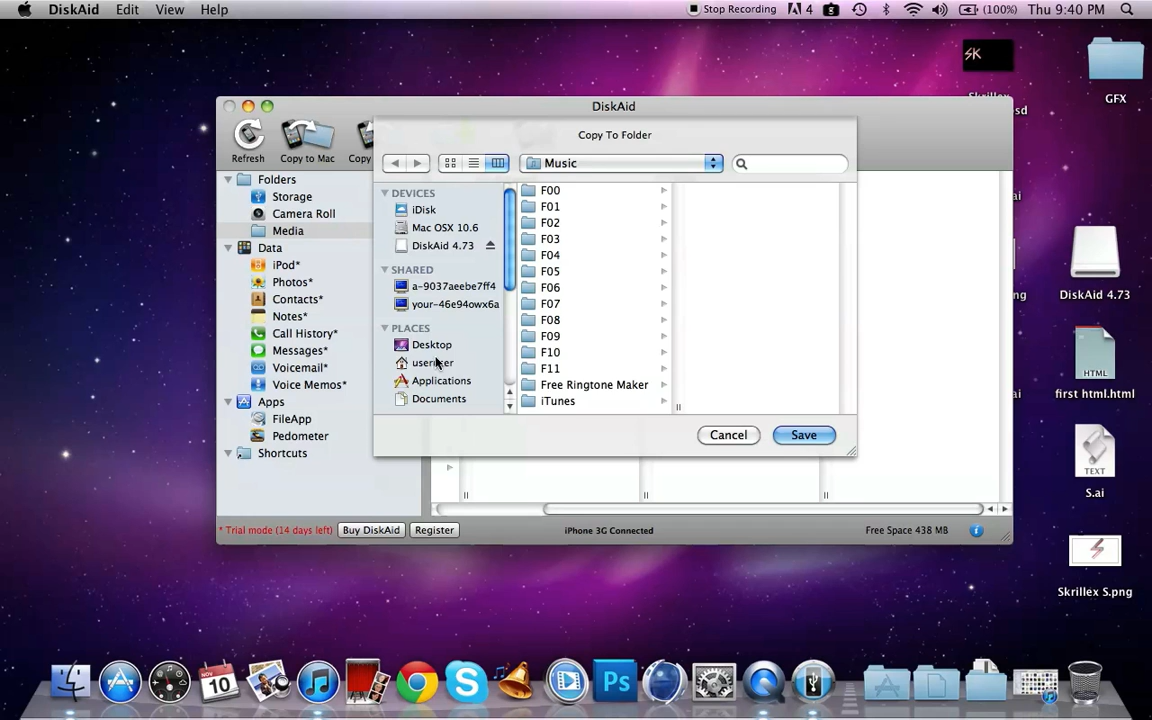 DiskAid Edit View Help Stop Recording 4 (100%) Thu 9:40 PM
SK
GFX
DiskAid
Copy To Folder
Refresh Copy to Mac Copy
Music
Folders
Storage
Camera Roll
Media
Data
iPod*
Photos*
Contacts*
Notes*
Call History*
Messages*
Voicemail*
Voice Memos*
Apps
FileApp
Pedometer
Shortcuts
DEVICES
iDisk
Mac OSX 10.6
DiskAid 4.73
SHARED
a-9037aeebe7ff4
your-46e94owx6a
PLACES
Desktop
Applications
Documents
F00
F01
F02
F03
F04
F05
F06
F07
F08
F09
F10
F11
Free Ringtone Maker
iTunes
Cancel Save
* Trial mode (14 days left) Buy DiskAid Register iPhone 3G Connected Free Space 438 MB
DiskAid 4.73
HTML
first html.html
TEXT
S.ai
Skrillex S.png
THU
10
Ps